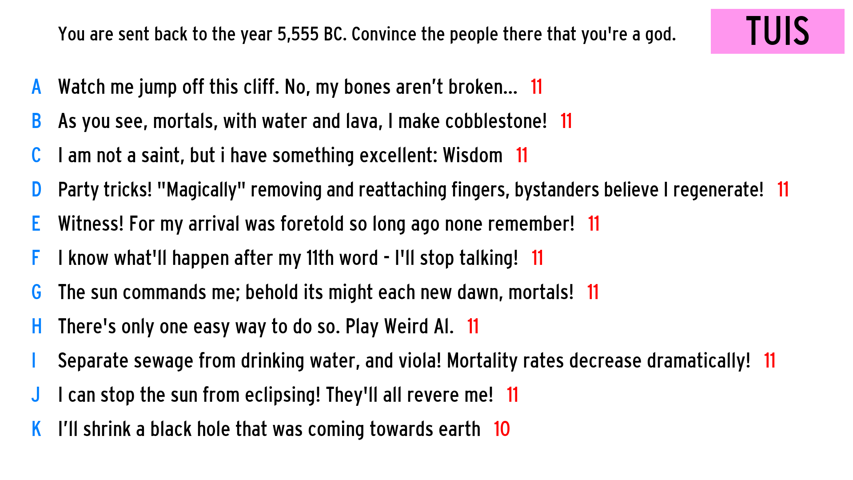 You are sent back to the year 5,555 BC. Convince the people there that you're a god. TUIS
A Watch me jump off this cliff. No, my bones aren’t broken... 11
B As you see, mortals, with water and lava, I make cobblestone! 11
C I am not a saint, but i have something excellent: Wisdom 11
D Party tricks! "Magically" removing and reattaching fingers, bystanders believe I regenerate! 11
E Witness! For my arrival was foretold so long ago none remember! 11
F I know what'll happen after my 11th word - I'll stop talking! 11
G The sun commands me; behold its might each new dawn, mortals! 11
H There's only one easy way to do so. Play Weird Al. 11
I Separate sewage from drinking water, and viola! Mortality rates decrease dramatically! 11
J I can stop the sun from eclipsing! They'll all revere me! 11
K I’ll shrink a black hole that was coming towards earth 10